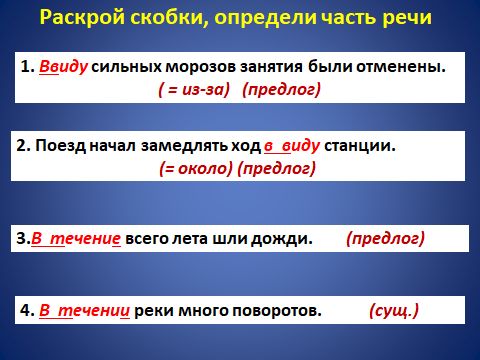 Раскрой скобки, определи часть речи
1. Ввиду сильных морозов занятия были отменены.
( = из-за) (предлог)
2. Поезд начал замедлять ход в виду станции.
(= около) (предлог)
3.В течение всего лета шли дожди. (предлог)
4. В течении реки много поворотов. (сущ.)